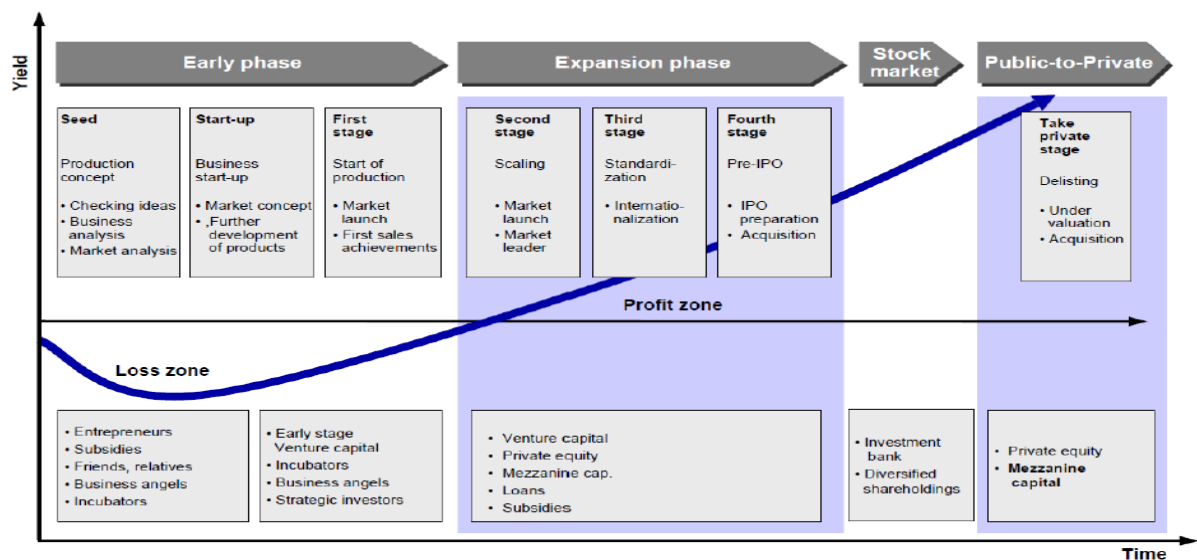 Yield
Early phase
Expansion phase
Stock
market
Public-to-Private
Seed
Production
concept
• Checking ideas
• Business
analysis
• Market analysis
Start-up
Business
start-up
• Market concept
• ,Further
development
of products
First
stage
Start of
production
• Market
launch
• First sales
achievements
Second
stage
Scaling
• Market
launch
• Market
leader
Third
stage
Standardi-
zation
• Internatio-
nalization
Fourth
stage
Pre-IPO
• IPO
preparation
• Acquisition
Take
private
stage
Delisting
• Under
valuation
• Acquisition
Profit zone
Loss zone
• Entrepreneurs
• Subsidies
• Friends, relatives
• Business angels
• Incubators
• Early stage
Venture capital
• Incubators
• Business angels
• Strategic investors
• Venture capital
• Private equity
• Mezzanine cap.
• Loans
• Subsidies
• Investment
bank
• Diversified
shareholdings
• Private equity
• Mezzanine
capital
Time